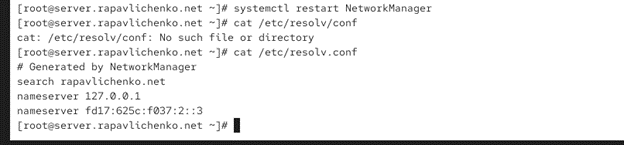 [root@server.rapavlichenko.net ~]# systemctl restart NetworkManager
[root@server.rapavlichenko.net ~]# cat /etc/resolv/conf
cat: /etc/resolv/conf: No such file or directory
[root@server.rapavlichenko.net ~]# cat /etc/resolv.conf
# Generated by NetworkManager
search rapavlichenko.net
nameserver 127.0.0.1
nameserver fd17:625c:f037:2::3
[root@server.rapavlichenko.net ~]#